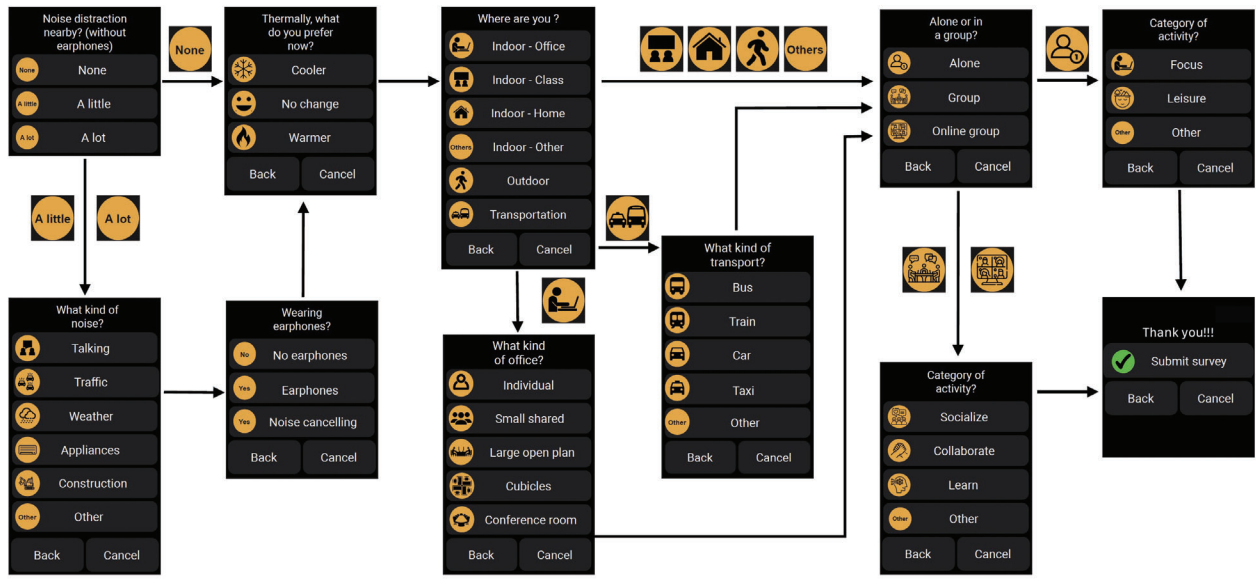 Noise distraction
nearby? (without
earphones)
None
None
A little
A little
A lot
A lot
None
Thermally, what
do you prefer
now?
Cooler
No change
Warmer
Back
Cancel
Where are you ?
Indoor - Office
Indoor - Class
Indoor - Home
Others
Indoor - Other
Outdoor
Transportation
Back
Cancel
Others
Alone or in
a group?
1
Alone
Group
Online group
Back
Cancel
1
Category of
activity?
Focus
Leisure
Other
Other
Back
Cancel
A little
A lot
What kind of
noise?
Talking
Traffic
Weather
Appliances
Construction
Other
Other
Back
Cancel
Wearing
earphones?
No
No earphones
Yes
Earphones
Yes
Noise cancelling
Back
Cancel
What kind
of office?
Individual
Small shared
Large open plan
Cubicles
Conference room
Back
Cancel
What kind of
transport?
Bus
Train
Car
Taxi
Other
Other
Back
Cancel
Category of
activity?
Socialize
Collaborate
Learn
Other
Other
Back
Cancel
Thank you!!!
Submit survey
Back
Cancel